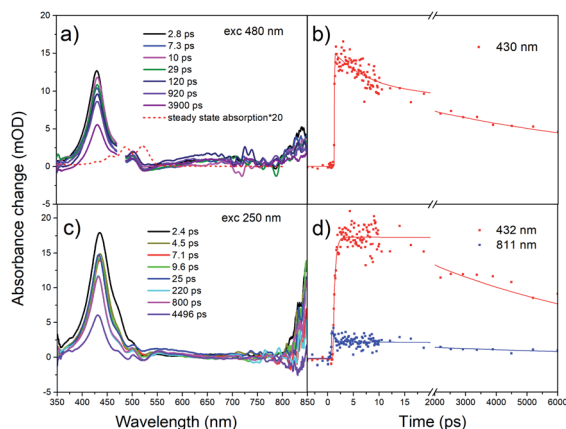 a)
exc 480 nm
2.8 ps
7.3 ps
10 ps
29 ps
120 ps
920 ps
3900 ps
steady state absorption*20
20
15
10
5
0
-5
b)
430 nm
c)
exc 250 nm
2.4 ps
4.5 ps
7.1 ps
9.6 ps
25 ps
220 ps
800 ps
4496 ps
20
15
10
5
0
-5
350 400 450 500 550 600 650 700 750 800 850
d)
432 nm
811 nm
0 5 10 15 2000 3000 4000 5000 6000
Absorbance change (mOD)
Wavelength (nm)
Time (ps)